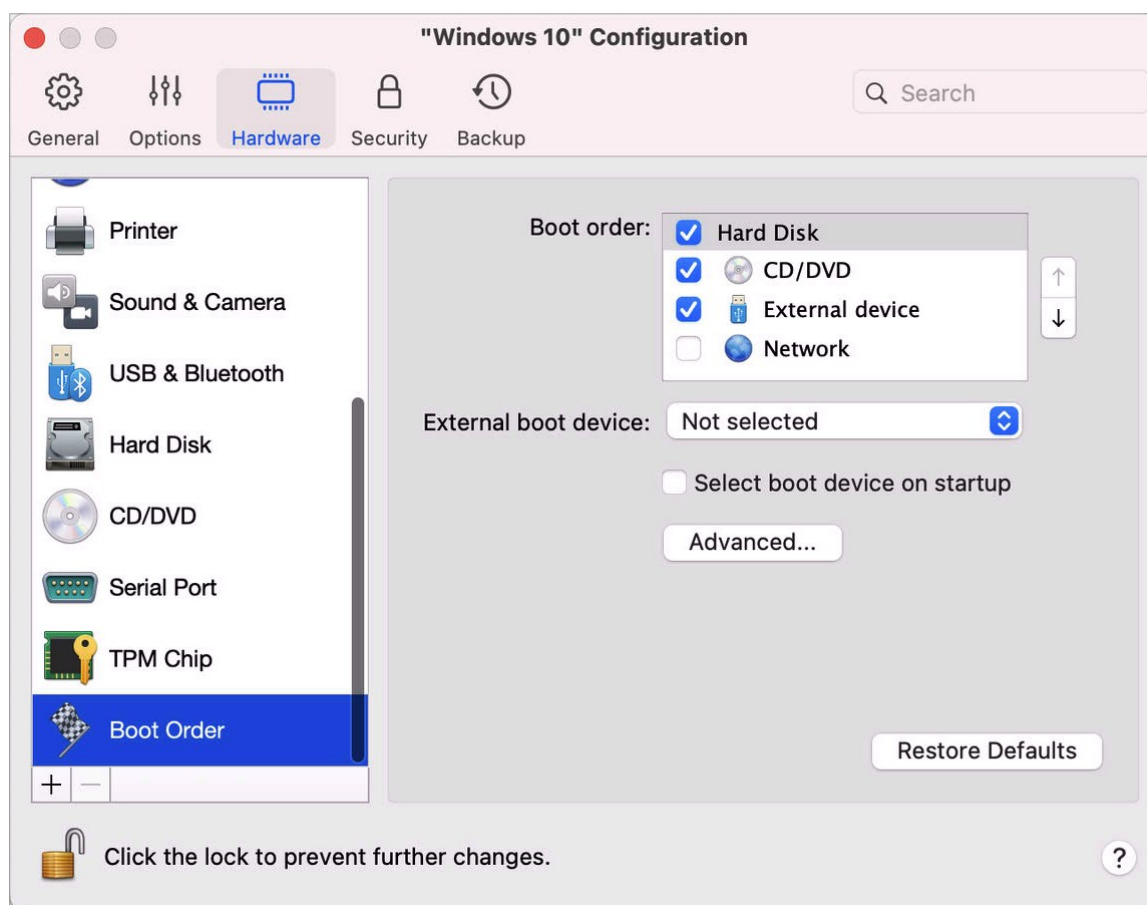 "Windows 10" Configuration
General Options Hardware Security Backup
Search
Printer
Sound & Camera
USB & Bluetooth
Hard Disk
CD/DVD
Serial Port
TPM Chip
Boot Order
Boot order:
Hard Disk
CD/DVD
External device
Network
External boot device: Not selected
Select boot device on startup
Advanced...
Restore Defaults
Click the lock to prevent further changes.
?